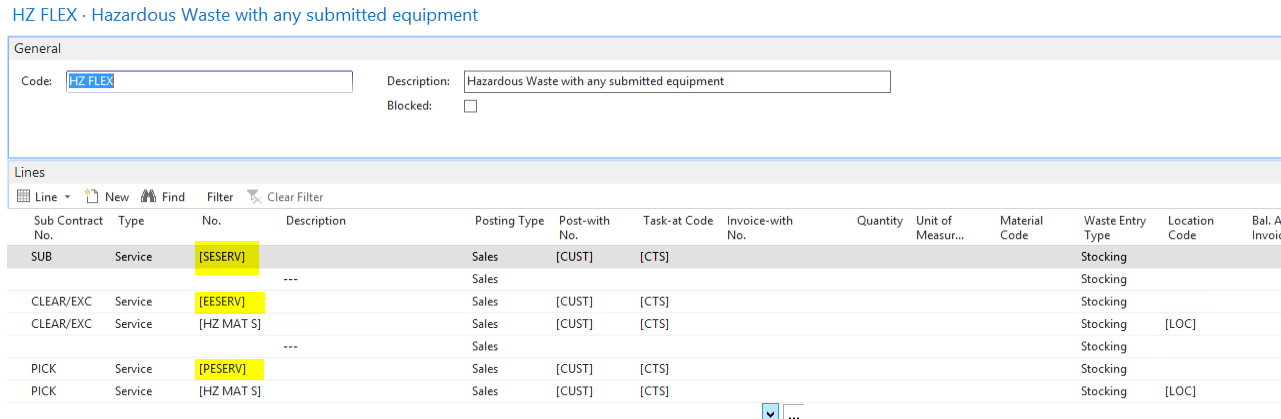 HZ FLEX · Hazardous Waste with any submitted equipment
General
Code: HZ FLEX Description: Hazardous Waste with any submitted equipment
Blocked:
Lines
Line New Find Filter Clear Filter
Sub Contract No. Type No. Description Posting Type Post-with No. Task-at Code Invoice-with No. Quantity Unit of Measur... Material Code Waste Entry Type Location Code Bal. A Invoic
SUB Service [SESERV] Sales [CUST] [CTS] Stocking
--- Sales Stocking
CLEAR/EXC Service [EESERV] Sales [CUST] [CTS] Stocking
CLEAR/EXC Service [HZ MAT S] Sales [CUST] [CTS] Stocking [LOC]
--- Sales Stocking
PICK Service [PESERV] Sales [CUST] [CTS] Stocking
PICK Service [HZ MAT S] Sales [CUST] [CTS] Stocking [LOC]
...